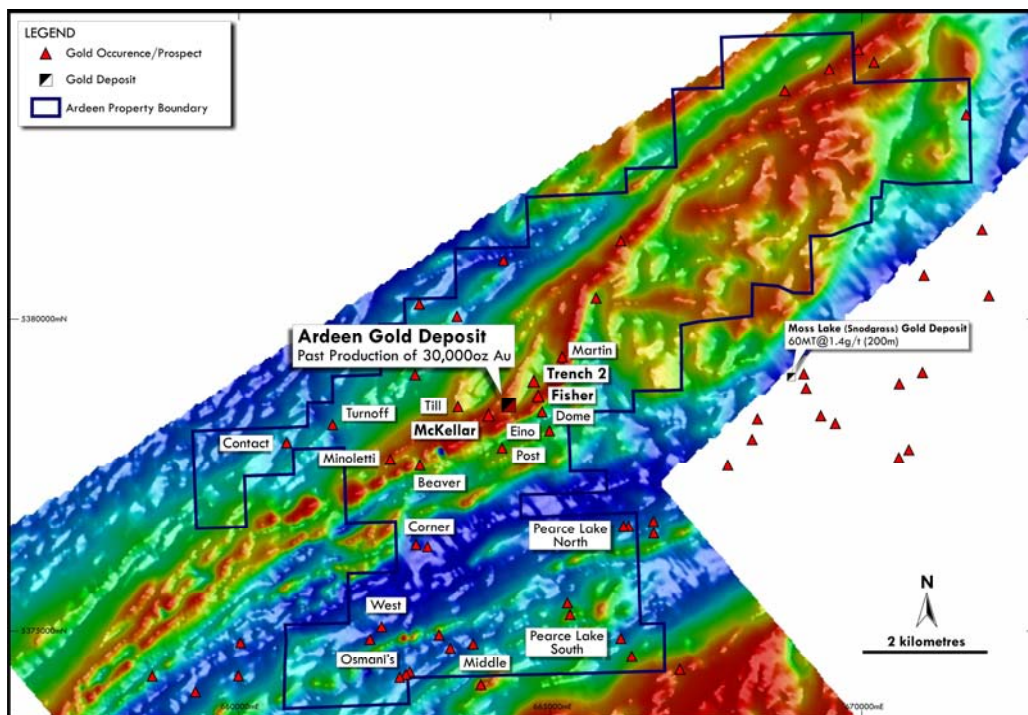 LEGEND
Gold Occurence/Prospect
Gold Deposit
Ardeen Property Boundary
5380000mN
Ardeen Gold Deposit
Past Production of 30,000oz Au
Moss Lake (Snodgrass) Gold Deposit
60MT@1.4g/t (200m)
Martin
Trench 2
Fisher
Till
Dome
Turnoff
McKellar
Eino
Contact
Minoletti
Post
Beaver
Corner
Pearce Lake
North
N
West
5375000mN
2 kilometres
Pearce Lake
South
Osmani's
Middle
660000mE
665000mE
670000mE